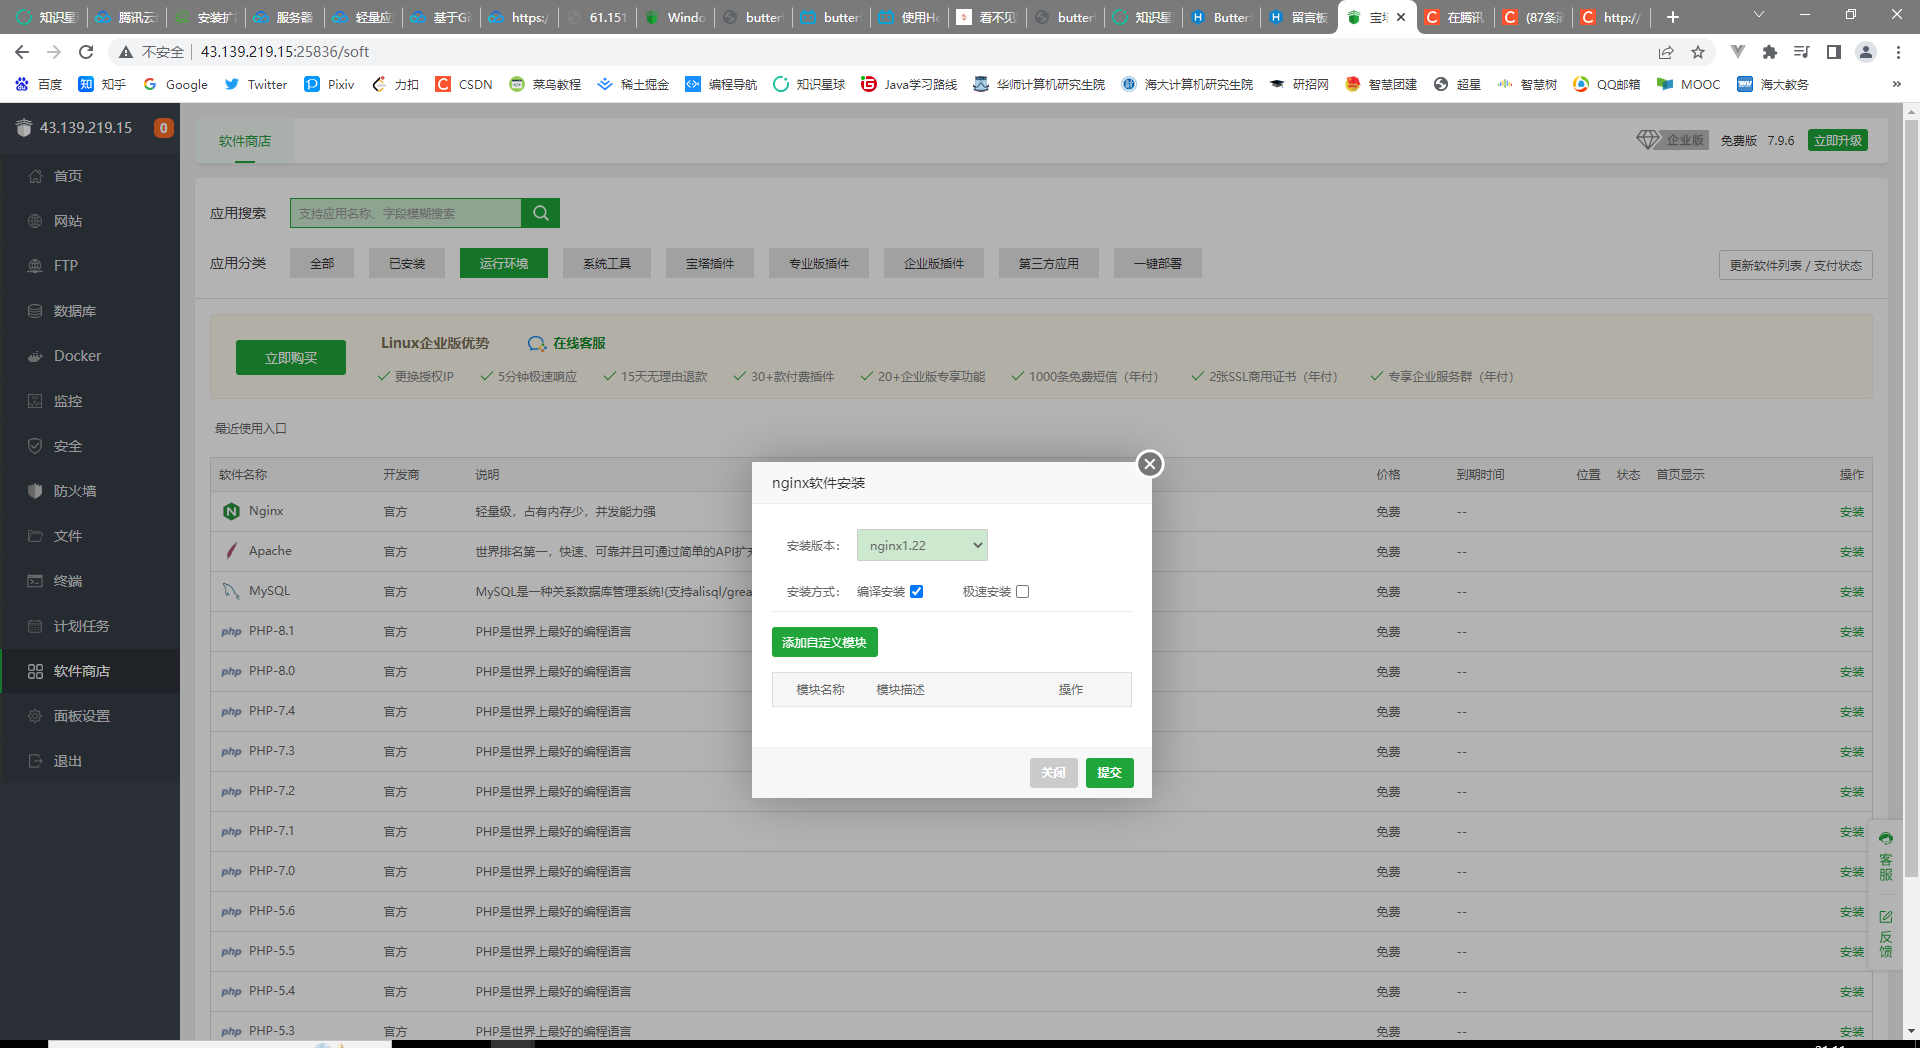 知识星
腾讯云
安装扩
服务器
轻量应
基于Gi
https:/
61.151
Windo
butter
butter
使用He
看不见
butter
知识星
Butter
留言板
宝塔
在腾讯
(87条消
http://
不安全
43.139.219.15:25836/soft
百度
知乎
Google
Twitter
Pixiv
力扣
CSDN
菜鸟教程
稀土掘金
编程导航
知识星球
Java学习路线
华师计算机研究生院
海大计算机研究生院
研招网
智慧团建
超星
智慧树
QQ邮箱
MOOC
海大教务
»
43.139.219.15
0
首页
网站
FTP
数据库
Docker
监控
安全
防火墙
文件
终端
计划任务
软件商店
面板设置
退出
软件商店
企业版
免费版 7.9.6
立即升级
应用搜索
支持应用名称、字段模糊搜索
应用分类
全部
已安装
运行环境
系统工具
宝塔插件
专业版插件
企业版插件
第三方应用
一键部署
更新软件列表 / 支付状态
立即购买
Linux企业版优势
在线客服
更换授权IP
5分钟极速响应
15天无理由退款
30+款付费插件
20+企业版专享功能
1000条免费短信（年付）
2张SSL商用证书（年付）
专享企业服务群（年付）
最近使用入口
软件名称 开发商 说明 价格 到期时间 位置 状态 首页显示 操作
Nginx 官方 轻量级，占有内存少，并发能力强 免费 -- 安装
Apache 官方 世界排名第一，快速、可靠并且可通过简单的API扩充 免费 -- 安装
MySQL 官方 MySQL是一种关系数据库管理系统!(支持alisql/grea 免费 -- 安装
php PHP-8.1 官方 PHP是世界上最好的编程语言 免费 -- 安装
php PHP-8.0 官方 PHP是世界上最好的编程语言 免费 -- 安装
php PHP-7.4 官方 PHP是世界上最好的编程语言 免费 -- 安装
php PHP-7.3 官方 PHP是世界上最好的编程语言 免费 -- 安装
php PHP-7.2 官方 PHP是世界上最好的编程语言 免费 -- 安装
php PHP-7.1 官方 PHP是世界上最好的编程语言 免费 -- 安装
php PHP-7.0 官方 PHP是世界上最好的编程语言 免费 -- 安装
php PHP-5.6 官方 PHP是世界上最好的编程语言 免费 -- 安装
php PHP-5.5 官方 PHP是世界上最好的编程语言 免费 -- 安装
php PHP-5.4 官方 PHP是世界上最好的编程语言 免费 -- 安装
php PHP-5.3 官方 PHP是世界上最好的编程语言 免费 -- 安装
nginx软件安装
安装版本：
nginx1.22
安装方式：
编译安装
极速安装
添加自定义模块
模块名称 模块描述 操作
关闭
提交
客服
反馈